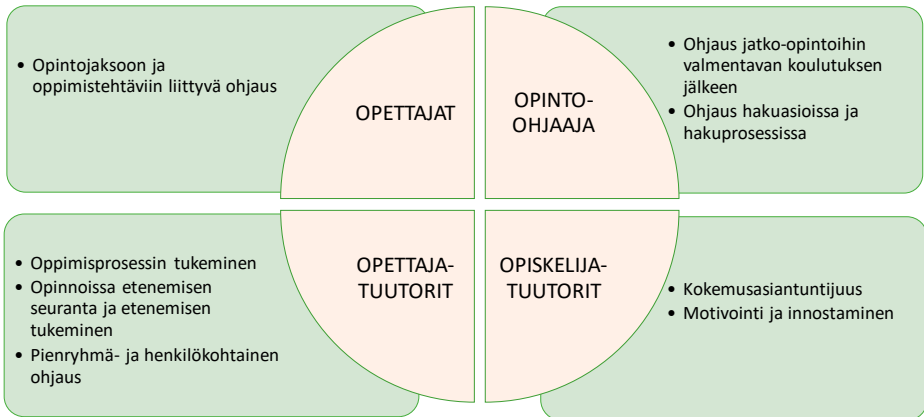 • Opintojaksoon ja
oppimistehtäviin liittyvä ohjaus
OPETTAJAT
OPINTO-
OHJAAJA
• Ohjaus jatko-opintoihin
valmentavan koulutuksen
jälkeen
• Ohjaus hakuasioissa ja
hakuprosessissa
• Oppimisprosessin tukeminen
• Opinnoissa etenemisen
seuranta ja etenemisen
tukeminen
• Pienryhmä- ja henkilökohtainen
ohjaus
OPETTAJA-
TUUTORIT
OPISKELIJA-
TUUTORIT
• Kokemusasiantuntijuus
• Motivointi ja innostaminen